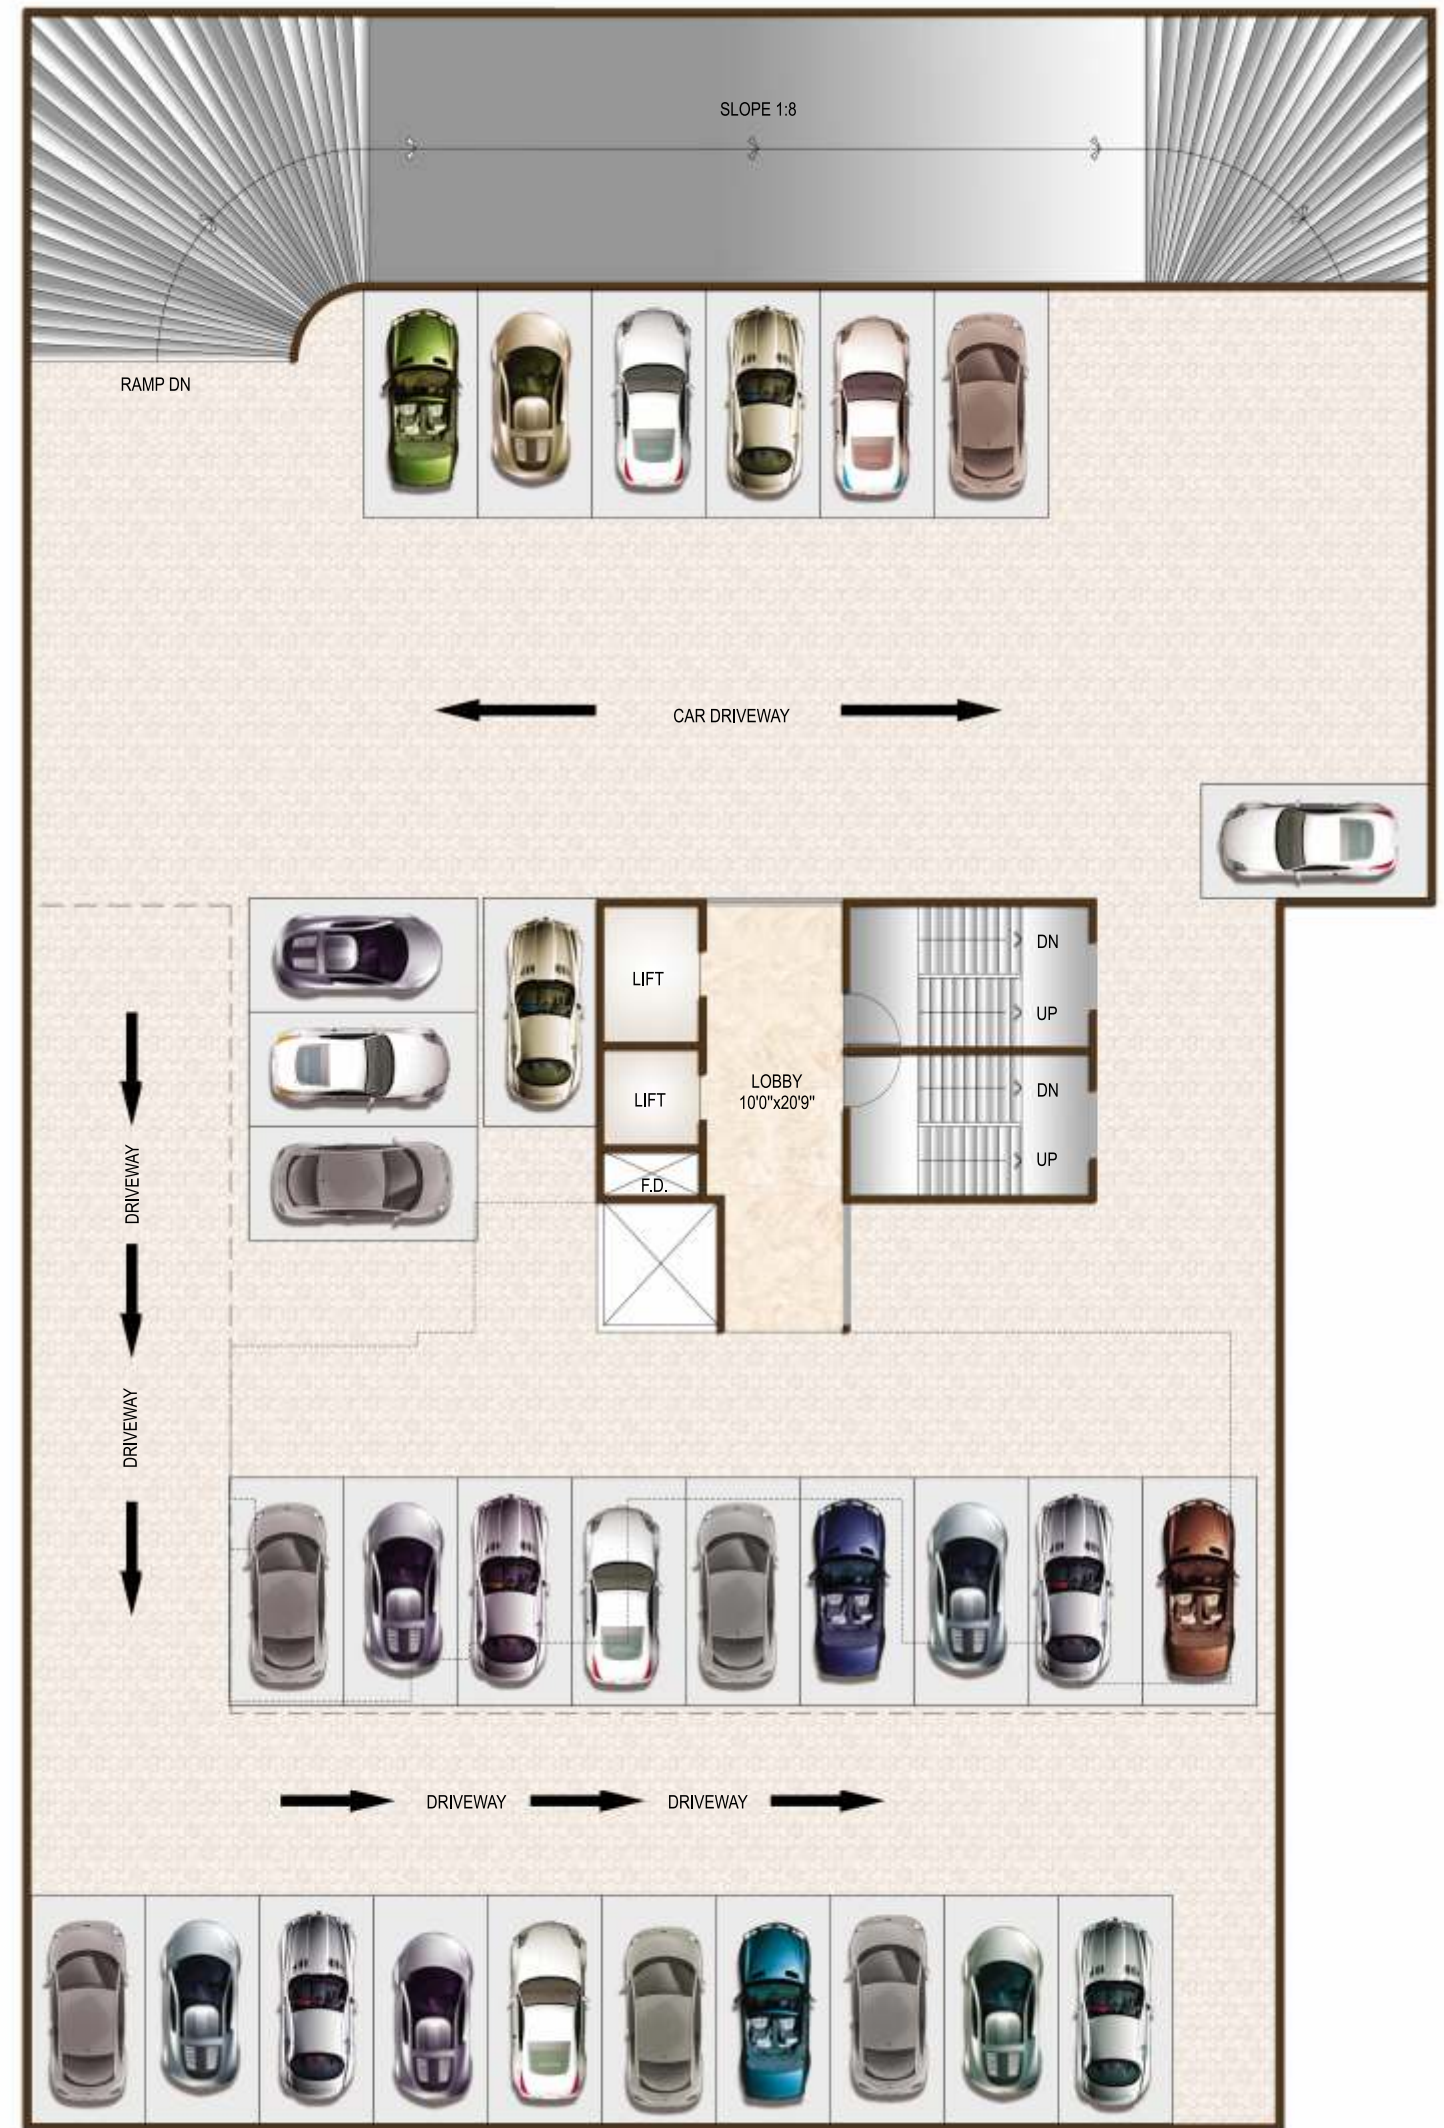 SLOPE 1:8
RAMP DN
CAR DRIVEWAY
LIFT
DN
UP
LIFT
LOBBY
10'0"x20'9"
DN
UP
F.D.
DRIVEWAY
DRIVEWAY
DRIVEWAY
DRIVEWAY